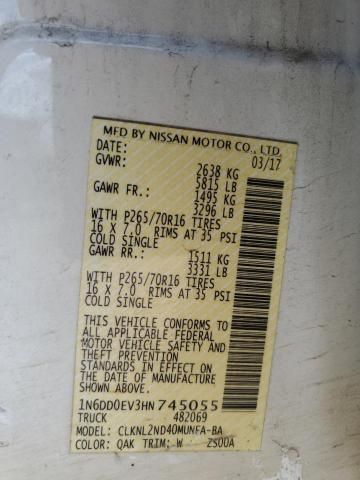 MFD BY NISSAN MOTOR CO., LTD.
DATE: 03/17
GVWR: 2638 KG
5815 LB
GAWR FR.: 1495 KG
3296 LB
WITH P265/70R16 TIRES
16 X 7.0 RIMS AT 35 PSI
COLD SINGLE
GAWR RR.: 1511 KG
3331 LB
WITH P265/70R16 TIRES
16 X 7.0 RIMS AT 35 PSI
COLD SINGLE
THIS VEHICLE CONFORMS TO
ALL APPLICABLE FEDERAL
MOTOR VEHICLE SAFETY AND
THEFT PREVENTION
STANDARDS IN EFFECT ON
THE DATE OF MANUFACTURE
SHOWN ABOVE.
1N6DD0EV3HN745055
TRUCK 482069
MODEL: CLKNL2ND40MUNFA-BA
COLOR: QAK TRIM: W ZS00A